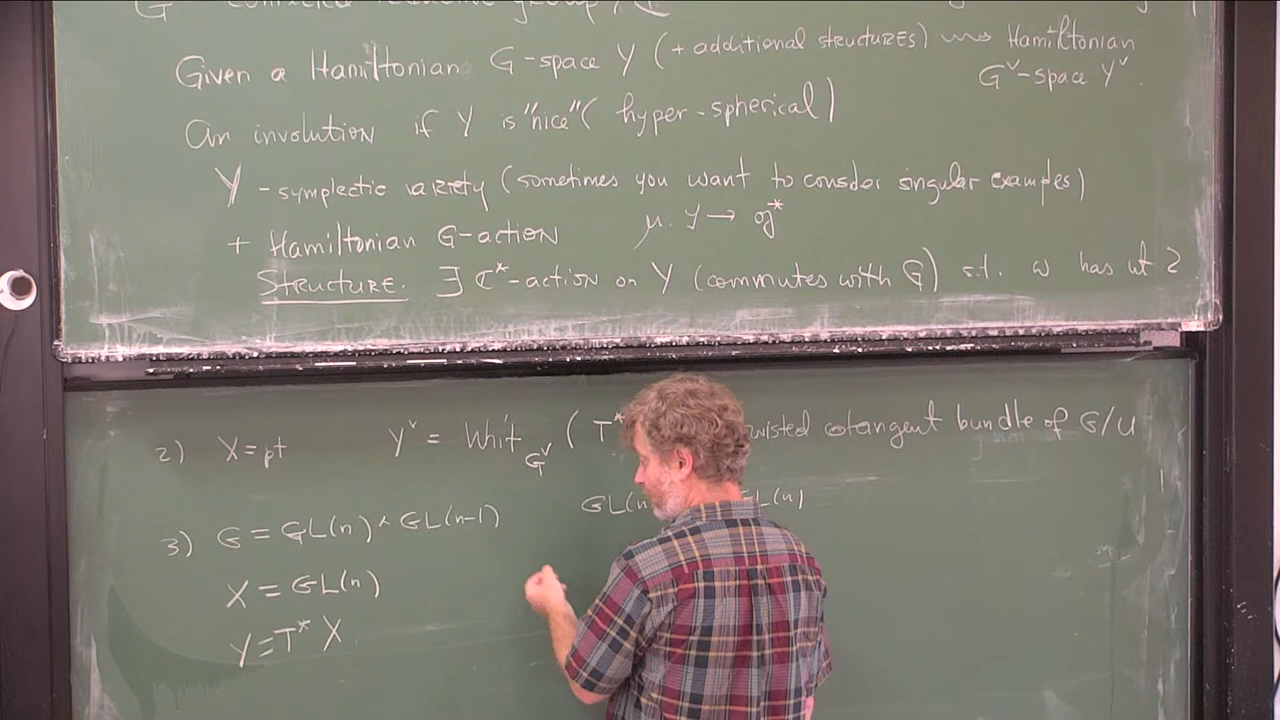 G
Given a Hamiltonian G-space Y (+ additional structures) ⟿ Hamiltonian
G^∨-space Y^∨.
An involution if Y is "nice" (hyper-spherical)
Y - symplectic variety (sometimes you want to consider singular examples)
+ Hamiltonian G-action μ: Y → 𝔤*
Structure. ∃ ℂ*-action on Y (commutes with G) s.t. ω has wt 2
2) X = pt Y^∨ = Whit_{G^∨} (T* cotangent bundle of G/U
3) G = GL(n) × GL(n-1) GL(n)
X = GL(n)
Y = T* X.